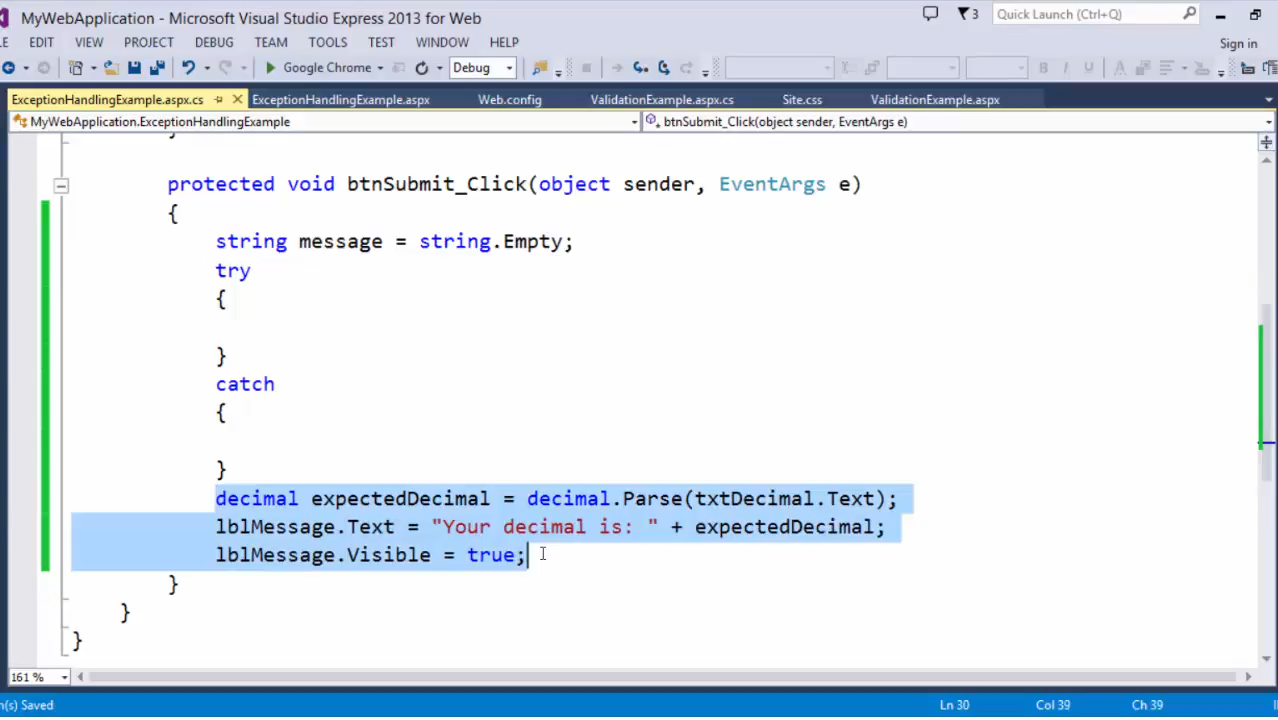 MyWebApplication - Microsoft Visual Studio Express 2013 for Web
3
Quick Launch (Ctrl+Q)
EDIT VIEW PROJECT DEBUG TEAM TOOLS TEST WINDOW HELP
Sign in
Google Chrome
Debug
ExceptionHandlingExample.aspx.cs ExceptionHandlingExample.aspx Web.config ValidationExample.aspx.cs Site.css ValidationExample.aspx
MyWebApplication.ExceptionHandlingExample
btnSubmit_Click(object sender, EventArgs e)
}
protected void btnSubmit_Click(object sender, EventArgs e)
{
string message = string.Empty;
try
{
}
catch
{
}
decimal expectedDecimal = decimal.Parse(txtDecimal.Text);
lblMessage.Text = "Your decimal is: " + expectedDecimal;
lblMessage.Visible = true;
}
}
}
161 %
(s) Saved
Ln 30 Col 39 Ch 39